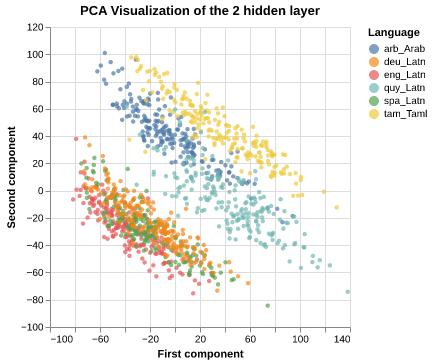 PCA Visualization of the 2 hidden layer
Language
arb_Arab
deu_Latn
eng_Latn
quy_Latn
spa_Latn
tam_Taml
Second component
120
100
80
60
40
20
0
−20
−40
−60
−80
−100
−100 −60 −20 20 60 100 140
First component